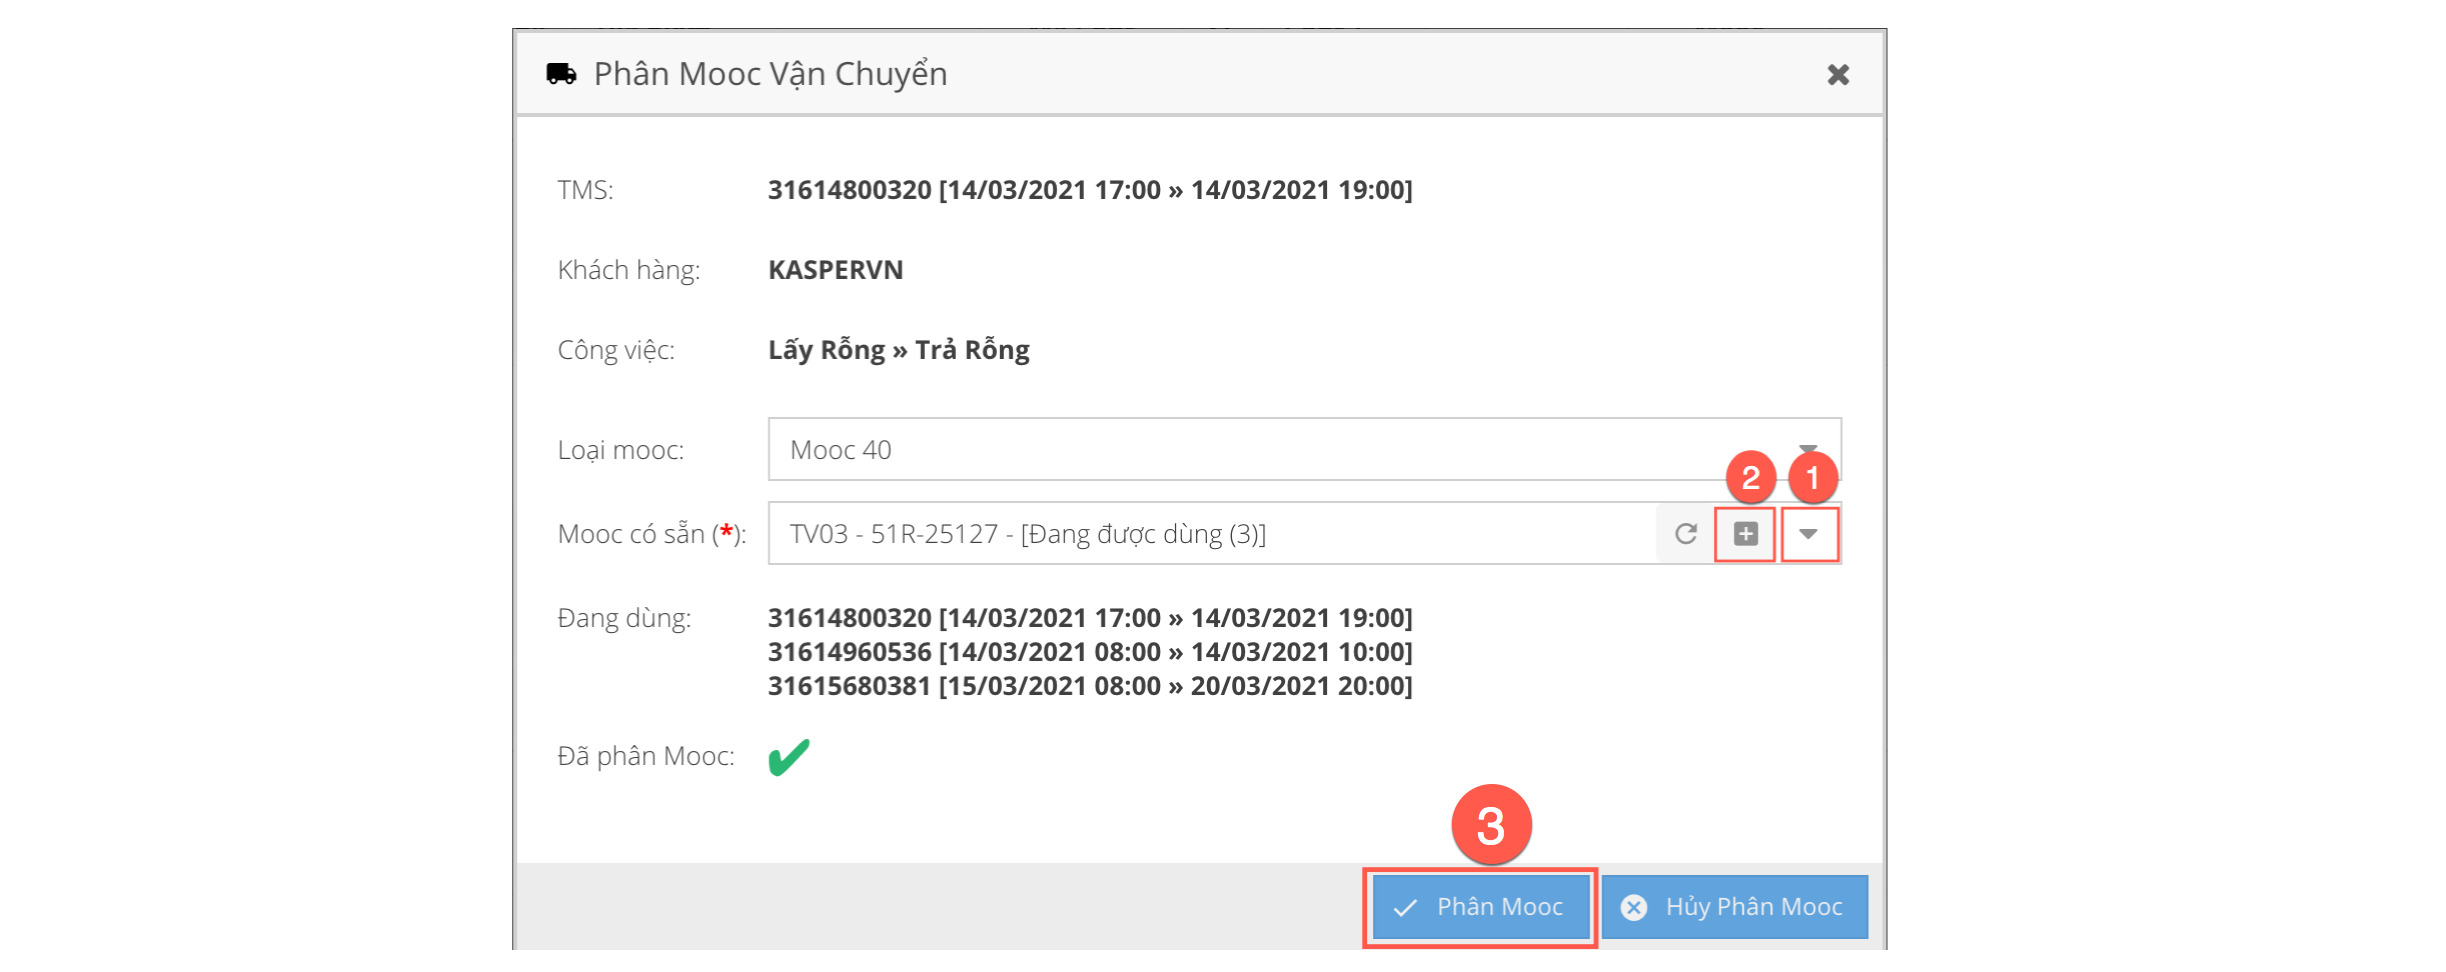 Phân Mooc Vận Chuyển
TMS: 31614800320 [14/03/2021 17:00 » 14/03/2021 19:00]
Khách hàng: KASPERVN
Công việc: Lấy Rỗng » Trả Rỗng
Loại mooc: Mooc 40
2 1
Mooc có sẵn (*): TV03 - 51R-25127 - [Đang được dùng (3)]
Đang dùng: 31614800320 [14/03/2021 17:00 » 14/03/2021 19:00]
31614960536 [14/03/2021 08:00 » 14/03/2021 10:00]
31615680381 [15/03/2021 08:00 » 20/03/2021 20:00]
Đã phân Mooc:
3
Phân Mooc Hủy Phân Mooc